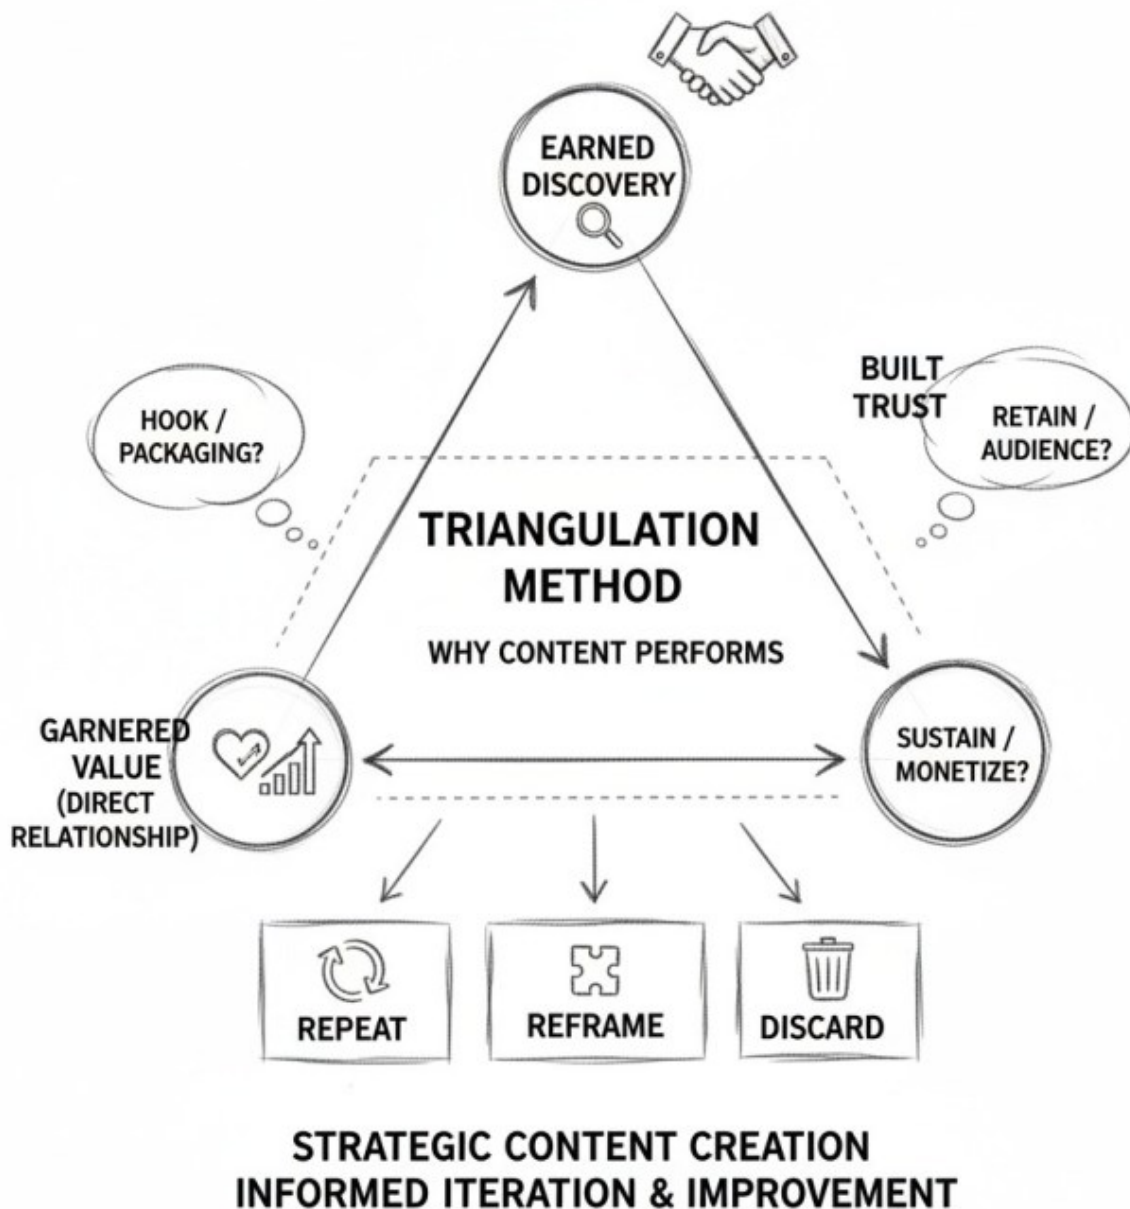 EARNED
DISCOVERY
HOOK /
PACKAGING?
BUILT
TRUST
RETAIN /
AUDIENCE?
TRIANGULATION
METHOD
WHY CONTENT PERFORMS
GARNERED
VALUE
(DIRECT
RELATIONSHIP)
SUSTAIN /
MONETIZE?
REPEAT
REFRAME
DISCARD
STRATEGIC CONTENT CREATION
INFORMED ITERATION & IMPROVEMENT